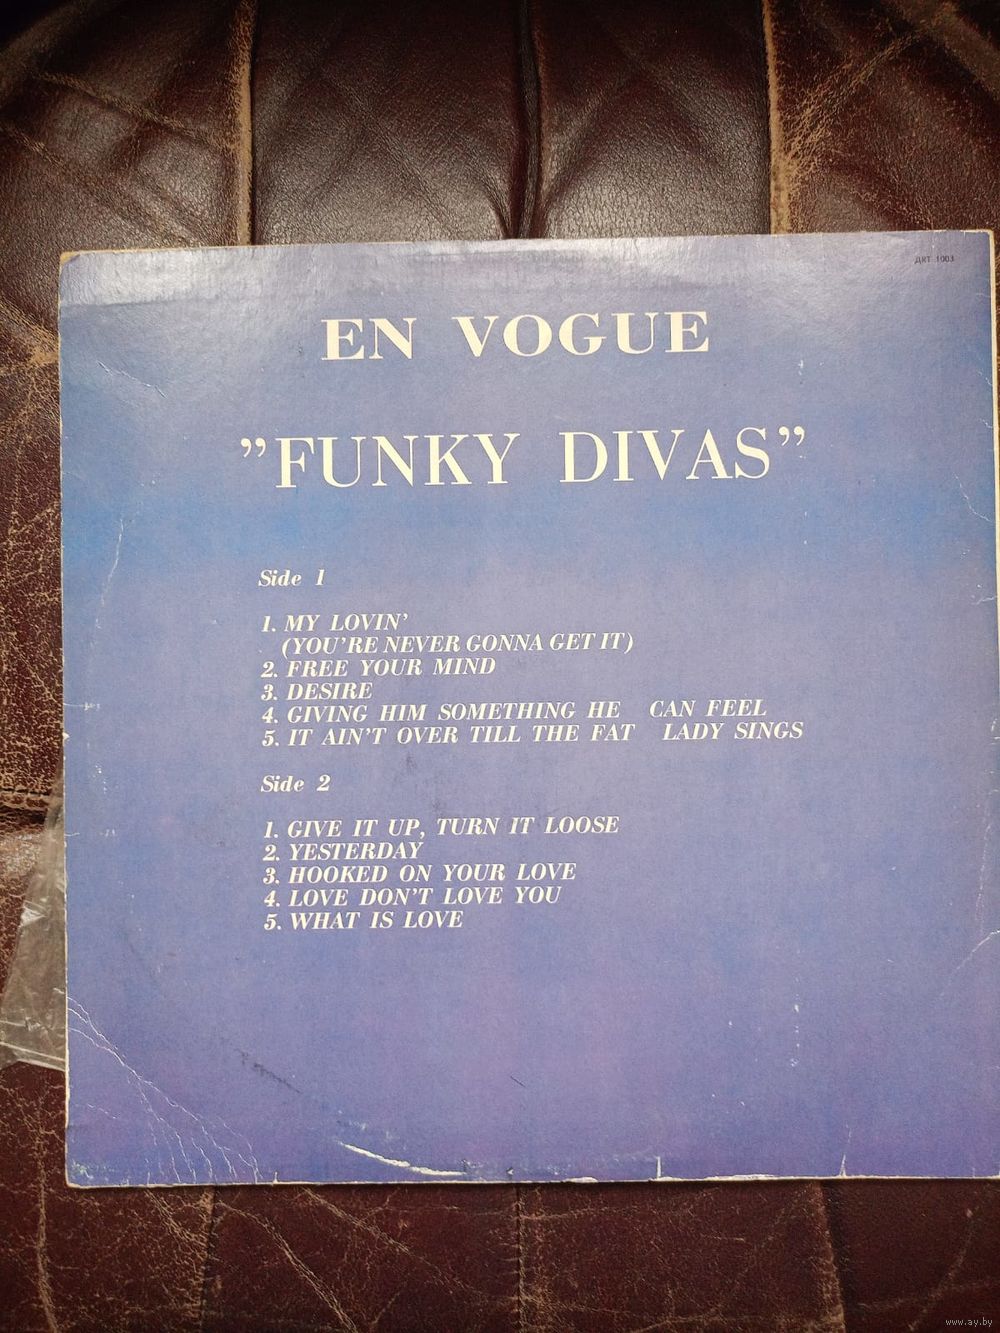 ДКТ 1003
EN VOGUE
”FUNKY DIVAS”
Side 1
1. MY LOVIN’
(YOU’RE NEVER GONNA GET IT)
2. FREE YOUR MIND
3. DESIRE
4. GIVING HIM SOMETHING HE CAN FEEL
5. IT AIN’T OVER TILL THE FAT LADY SINGS
Side 2
1. GIVE IT UP, TURN IT LOOSE
2. YESTERDAY
3. HOOKED ON YOUR LOVE
4. LOVE DON’T LOVE YOU
5. WHAT IS LOVE
www.ay.by